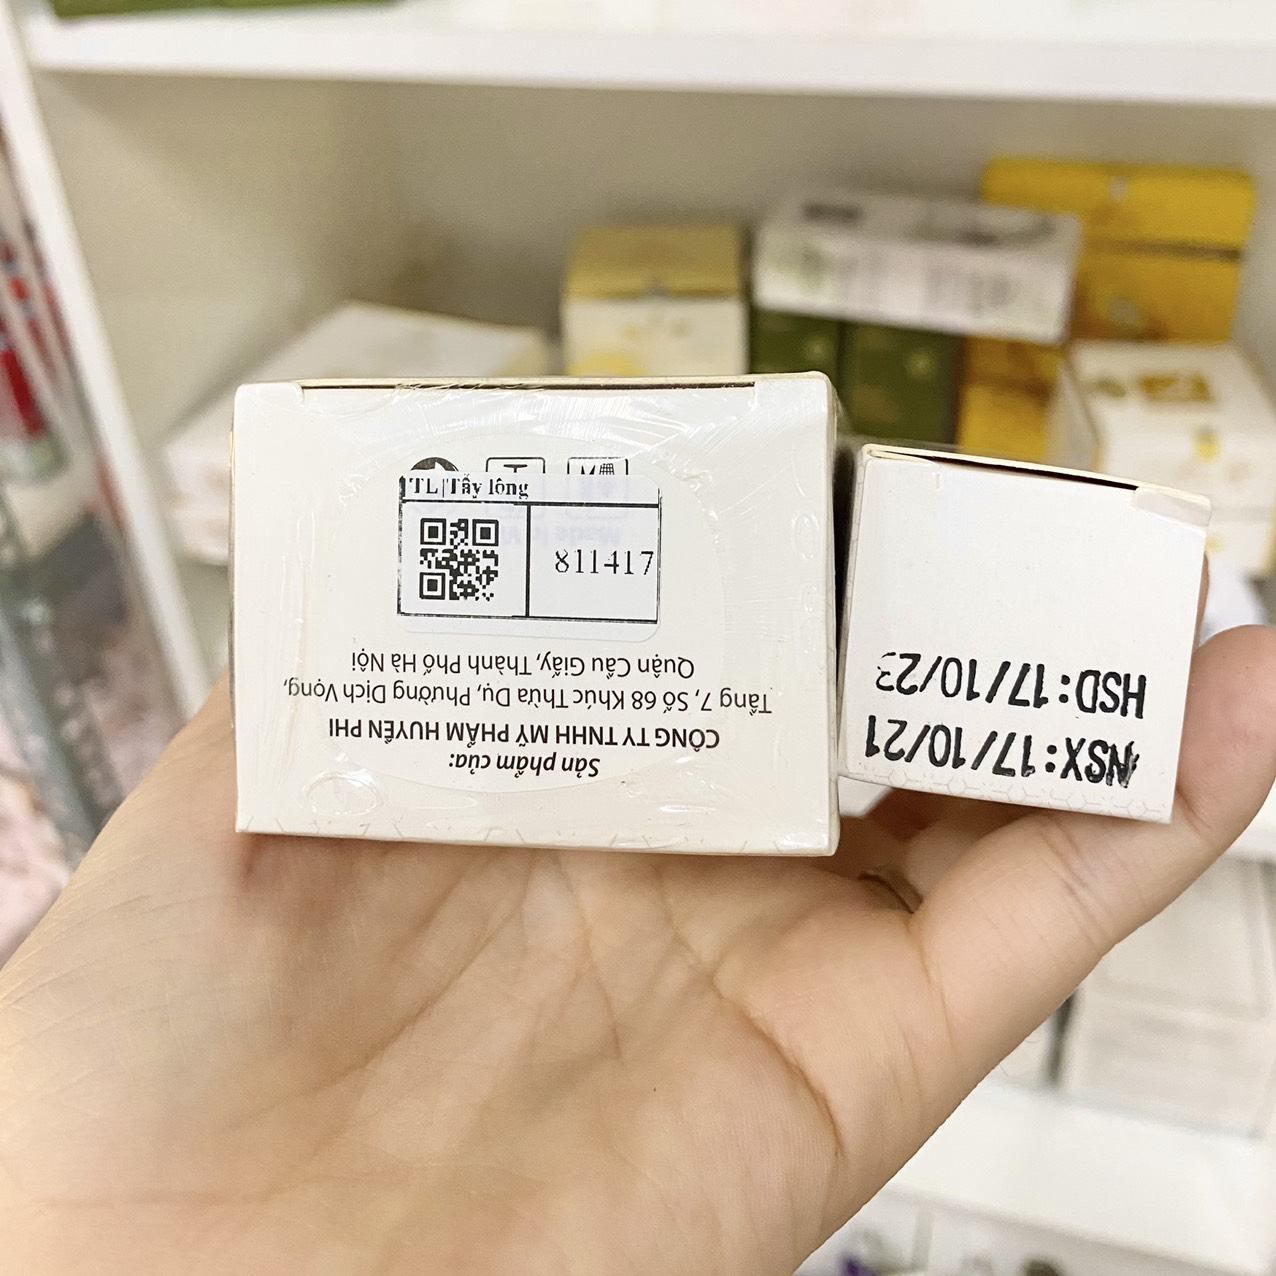 TL|Tẩy lông
811417
Sản phẩm của:
CÔNG TY TNHH MỸ PHẨM HUYỀN PHI
Tầng 7, Số 68 Khúc Thừa Dụ, Phường Dịch Vọng,
Quận Cầu Giấy, Thành Phố Hà Nội
NSX:17/10/21
HSD:17/10/23